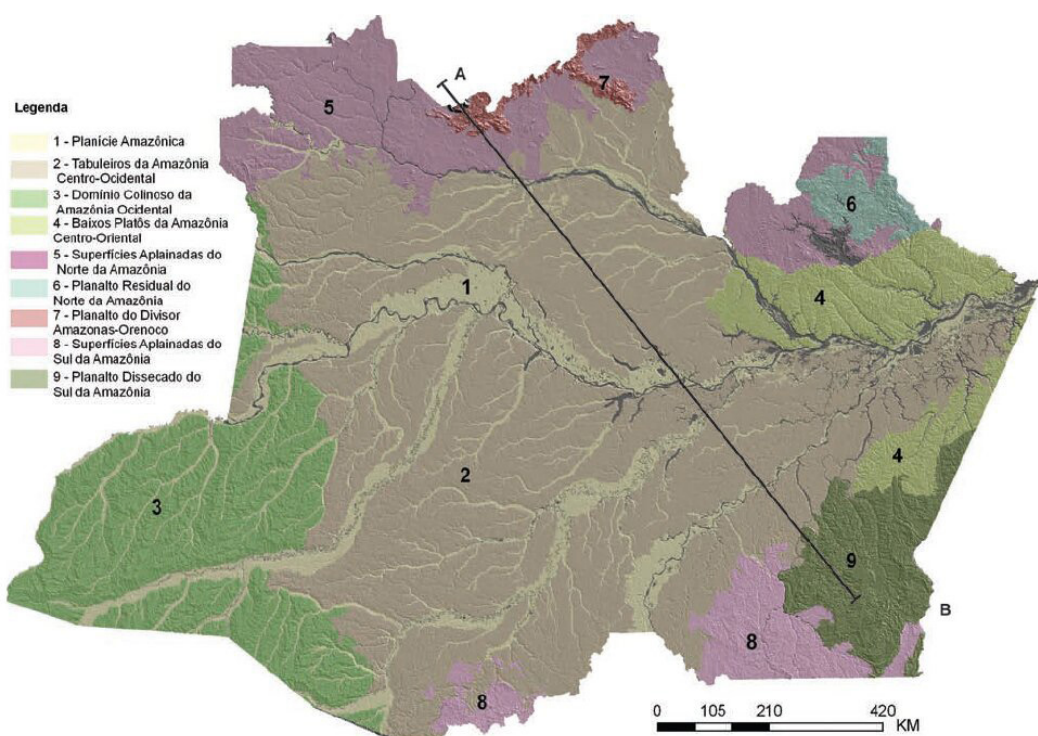 Legenda
1 - Planície Amazônica
2 - Tabuleiros da Amazônia
Centro-Ocidental
3 - Domínio Colinoso da
Amazônia Ocidental
4 - Baixos Platôs da Amazônia
Centro-Oriental
5 - Superfícies Aplainadas do
Norte da Amazônia
6 - Planalto Residual do
Norte da Amazônia
7 - Planalto do Divisor
Amazonas-Orenoco
8 - Superfícies Aplainadas do
Sul da Amazônia
9 - Planalto Dissecado do
Sul da Amazônia
A
7
5
6
1
4
4
2
3
9
B
8
8
0 105 210 420
KM